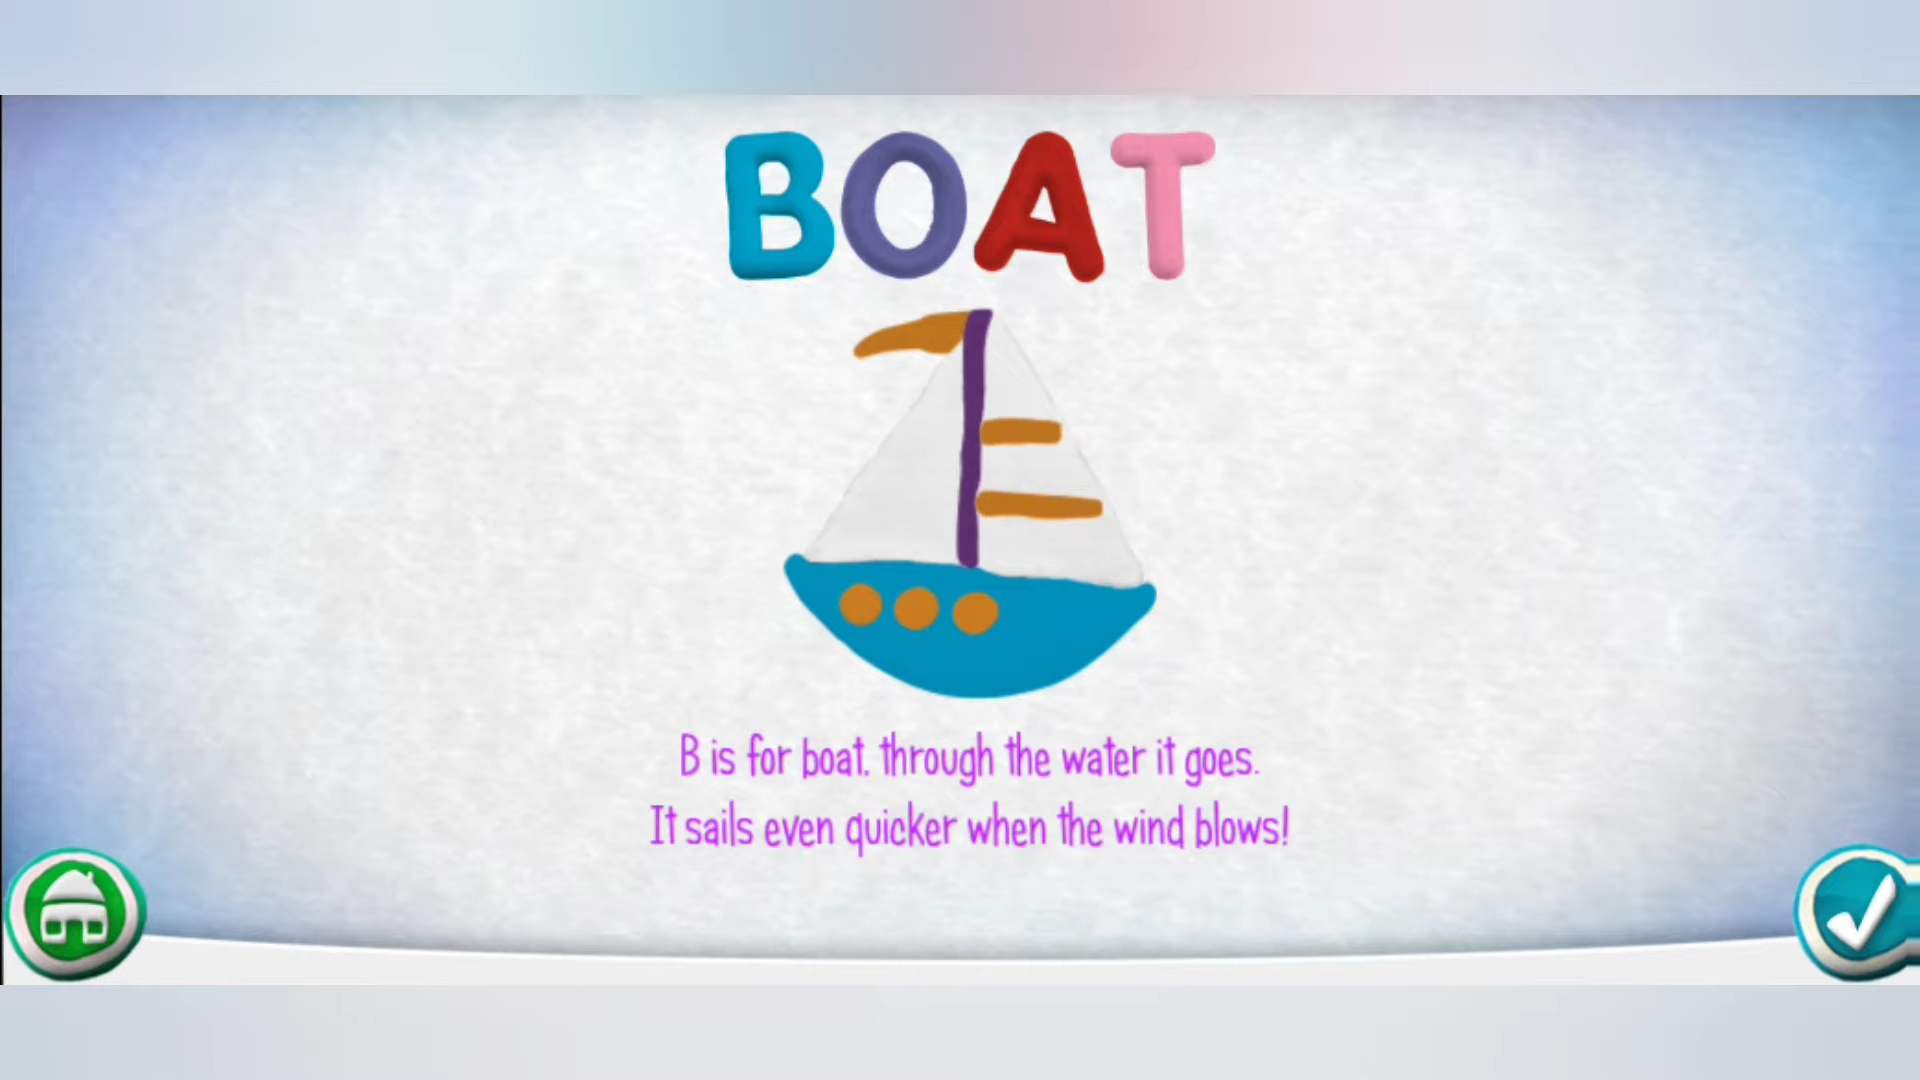 BOAT
B is for boat, through the water it goes.
It sails even quicker when the wind blows!